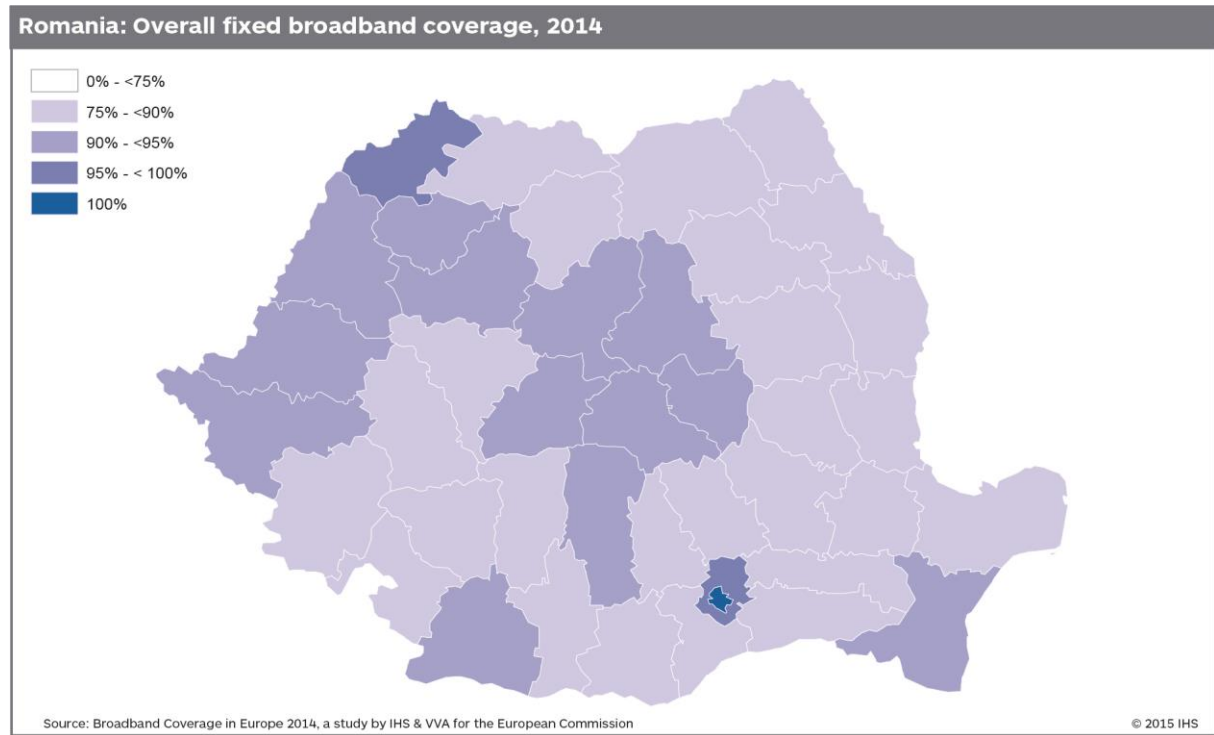 Romania: Overall fixed broadband coverage, 2014
0% - <75%
75% - <90%
90% - <95%
95% - < 100%
100%
Source: Broadband Coverage in Europe 2014, a study by IHS & VVA for the European Commission
© 2015 IHS